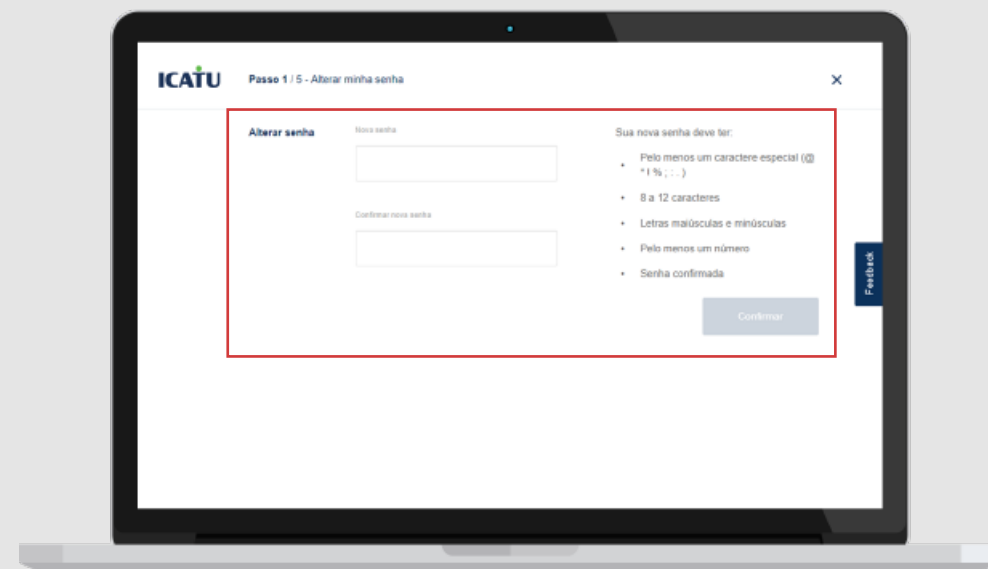 ICATU
Passo 1 / 5 - Alterar minha senha
×
Alterar senha
Nova senha
Confirmar nova senha
Sua nova senha deve ter:
• Pelo menos um caractere especial (@
* ! % ; : . )
• 8 a 12 caracteres
• Letras maiúsculas e minúsculas
• Pelo menos um número
• Senha confirmada
Confirmar
Feedback